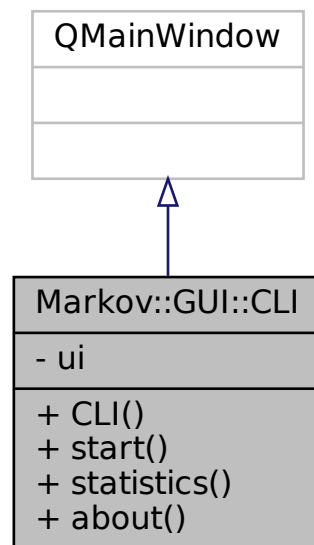 QMainWindow
Markov::GUI::CLI
- ui
+ CLI()
+ start()
+ statistics()
+ about()